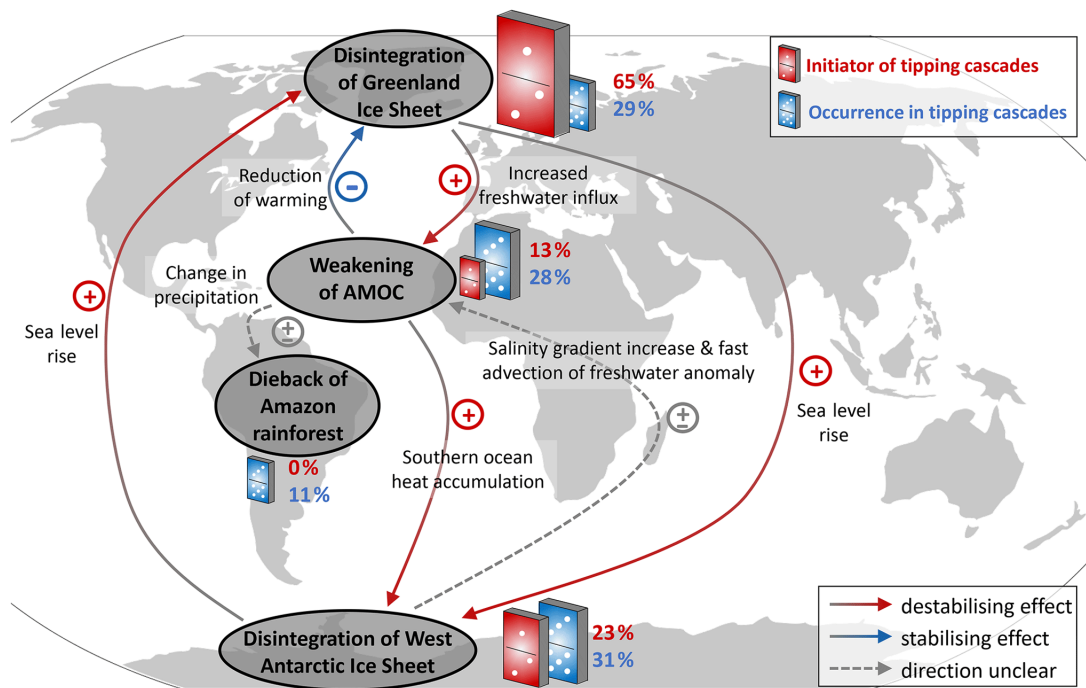 Disintegration
of Greenland
Ice Sheet
65%
29%
Initiator of tipping cascades
Occurrence in tipping cascades
Reduction
of warming
−
+
Increased
freshwater influx
Weakening
of AMOC
13%
28%
Change in
precipitation
±
+
Sea level
rise
Salinity gradient increase & fast
advection of freshwater anomaly
±
+
Sea level
rise
Dieback of
Amazon
rainforest
0%
11%
+
Southern ocean
heat accumulation
Disintegration of West
Antarctic Ice Sheet
23%
31%
destabilising effect
stabilising effect
direction unclear